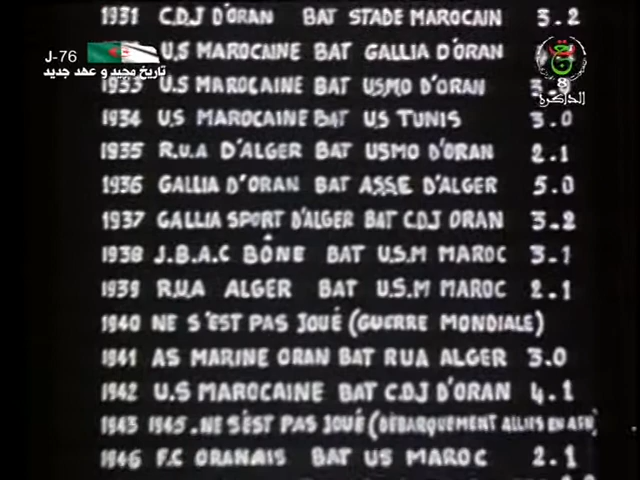 1931 C.D.J D'ORAN BAT STADE MAROCAIN 3.2
J-76
U.S MAROCAINE BAT GALLIA D'ORAN
تاريخ مجيد و عهد جديد
1933 U.S MAROCAINE BAT USMO D'ORAN
8
الذاكرة
1934 U.S MAROCAINE BAT US TUNIS 3.0
1935 R.U.A D'ALGER BAT USMO D'ORAN 2.1
1936 GALLIA D'ORAN BAT ASSE D'ALGER 5.0
1937 GALLIA SPORT D'ALGER BAT C.D.J ORAN 3.2
1938 J.B.A.C BÔNE BAT U.S.M MAROC 3.1
1939 R.U.A ALGER BAT U.S.M MAROC 2.1
1940 NE S'EST PAS JOUÉ (GUERRE MONDIALE)
1941 AS MARINE ORAN BAT RUA ALGER 3.0
1942 U.S MAROCAINE BAT C.D.J D'ORAN 4.1
1943 1945. NE S'EST PAS JOUÉ (DÉBARQUEMENT ALLIÉS EN AFN)
1946 F.C ORANAIS BAT US MAROC 2.1